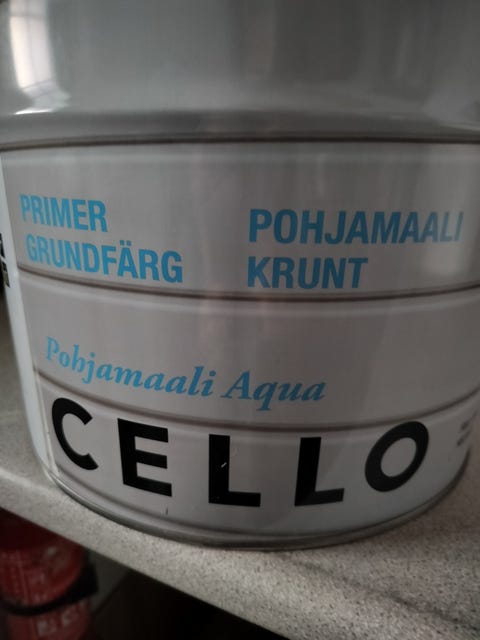 PRIMER
GRUNDFÄRG
POHJAMAALI
KRUNT
Pohjamaali Aqua
CELLO